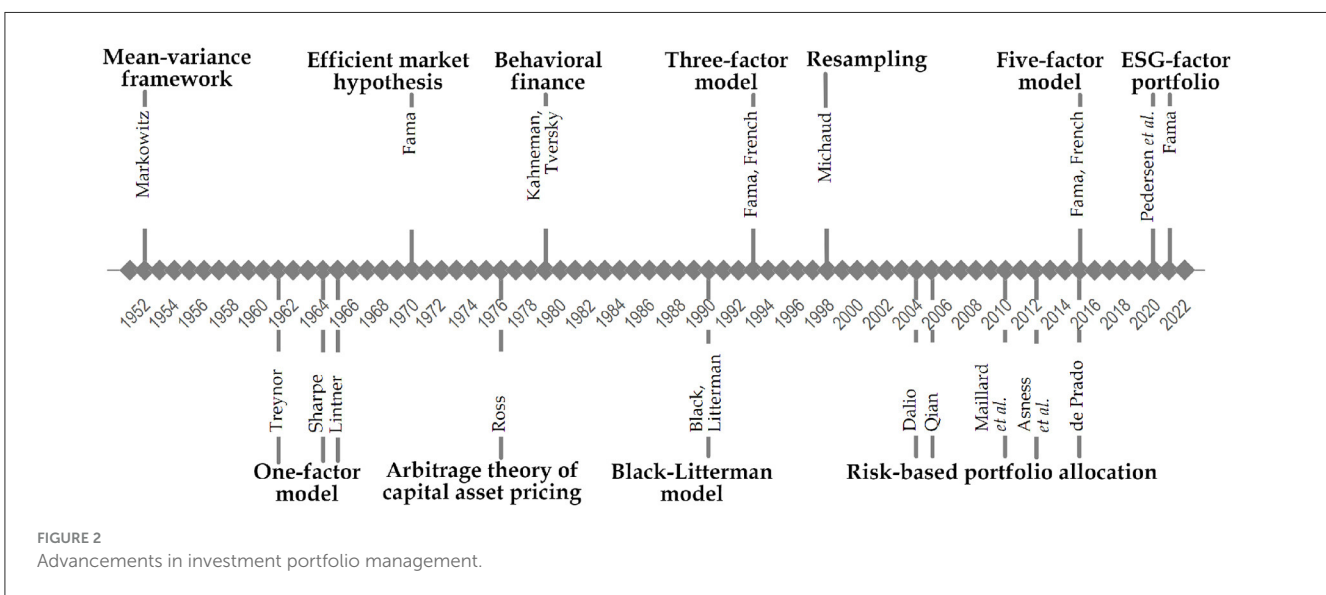 Mean-variance
framework
Efficient market
hypothesis
Behavioral
finance
Three-factor
model
Resampling
Five-factor
model
ESG-factor
portfolio
Markowitz
Fama
Kahneman,
Tversky
Fama, French
Michaud
Fama, French
Pedersen et al.
Fama
1952
1954
1956
1958
1960
1962
1964
1966
1968
1970
1972
1974
1976
1978
1980
1982
1984
1986
1988
1990
1992
1994
1996
1998
2000
2002
2004
2006
2008
2010
2012
2014
2016
2018
2020
2022
Treynor
Sharpe
Lintner
Ross
Black,
Litterman
Dalio
Qian
Maillard
et al.
Asness
et al.
de Prado
One-factor
model
Arbitrage theory of
capital asset pricing
Black-Litterman
model
Risk-based portfolio allocation
FIGURE 2
Advancements in investment portfolio management.